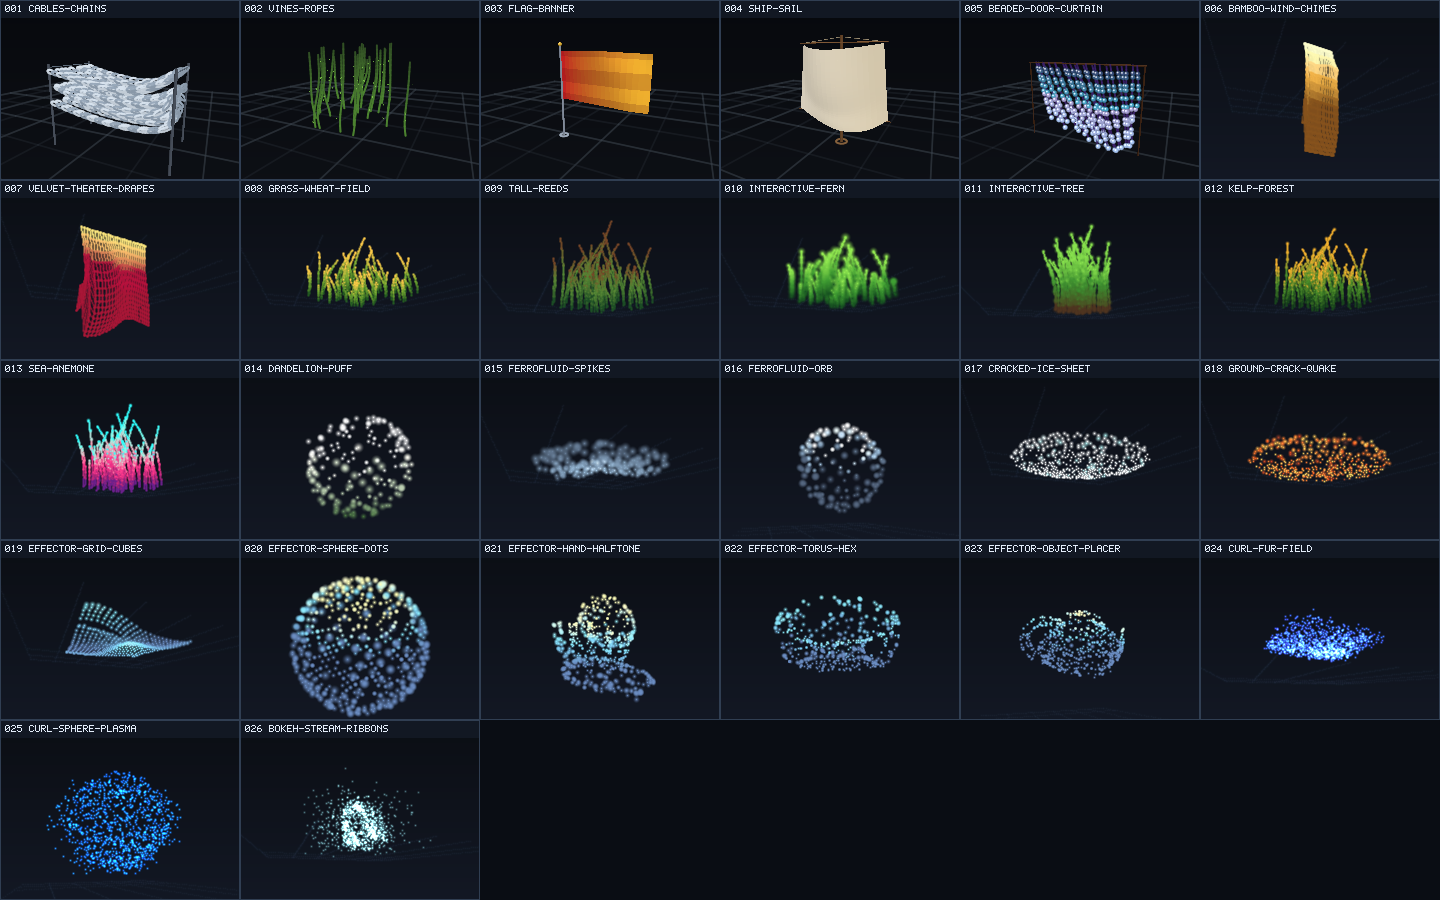 001 CABLES-CHAINS
002 VINES-ROPES
003 FLAG-BANNER
004 SHIP-SAIL
005 BEADED-DOOR-CURTAIN
006 BAMBOO-WIND-CHIMES
007 VELVET-THEATER-DRAPES
008 GRASS-WHEAT-FIELD
009 TALL-REEDS
010 INTERACTIVE-FERN
011 INTERACTIVE-TREE
012 KELP-FOREST
013 SEA-ANEMONE
014 DANDELION-PUFF
015 FERROFLUID-SPIKES
016 FERROFLUID-ORB
017 CRACKED-ICE-SHEET
018 GROUND-CRACK-QUAKE
019 EFFECTOR-GRID-CUBES
020 EFFECTOR-SPHERE-DOTS
021 EFFECTOR-HAND-HALFTONE
022 EFFECTOR-TORUS-HEX
023 EFFECTOR-OBJECT-PLACER
024 CURL-FUR-FIELD
025 CURL-SPHERE-PLASMA
026 BOKEH-STREAM-RIBBONS